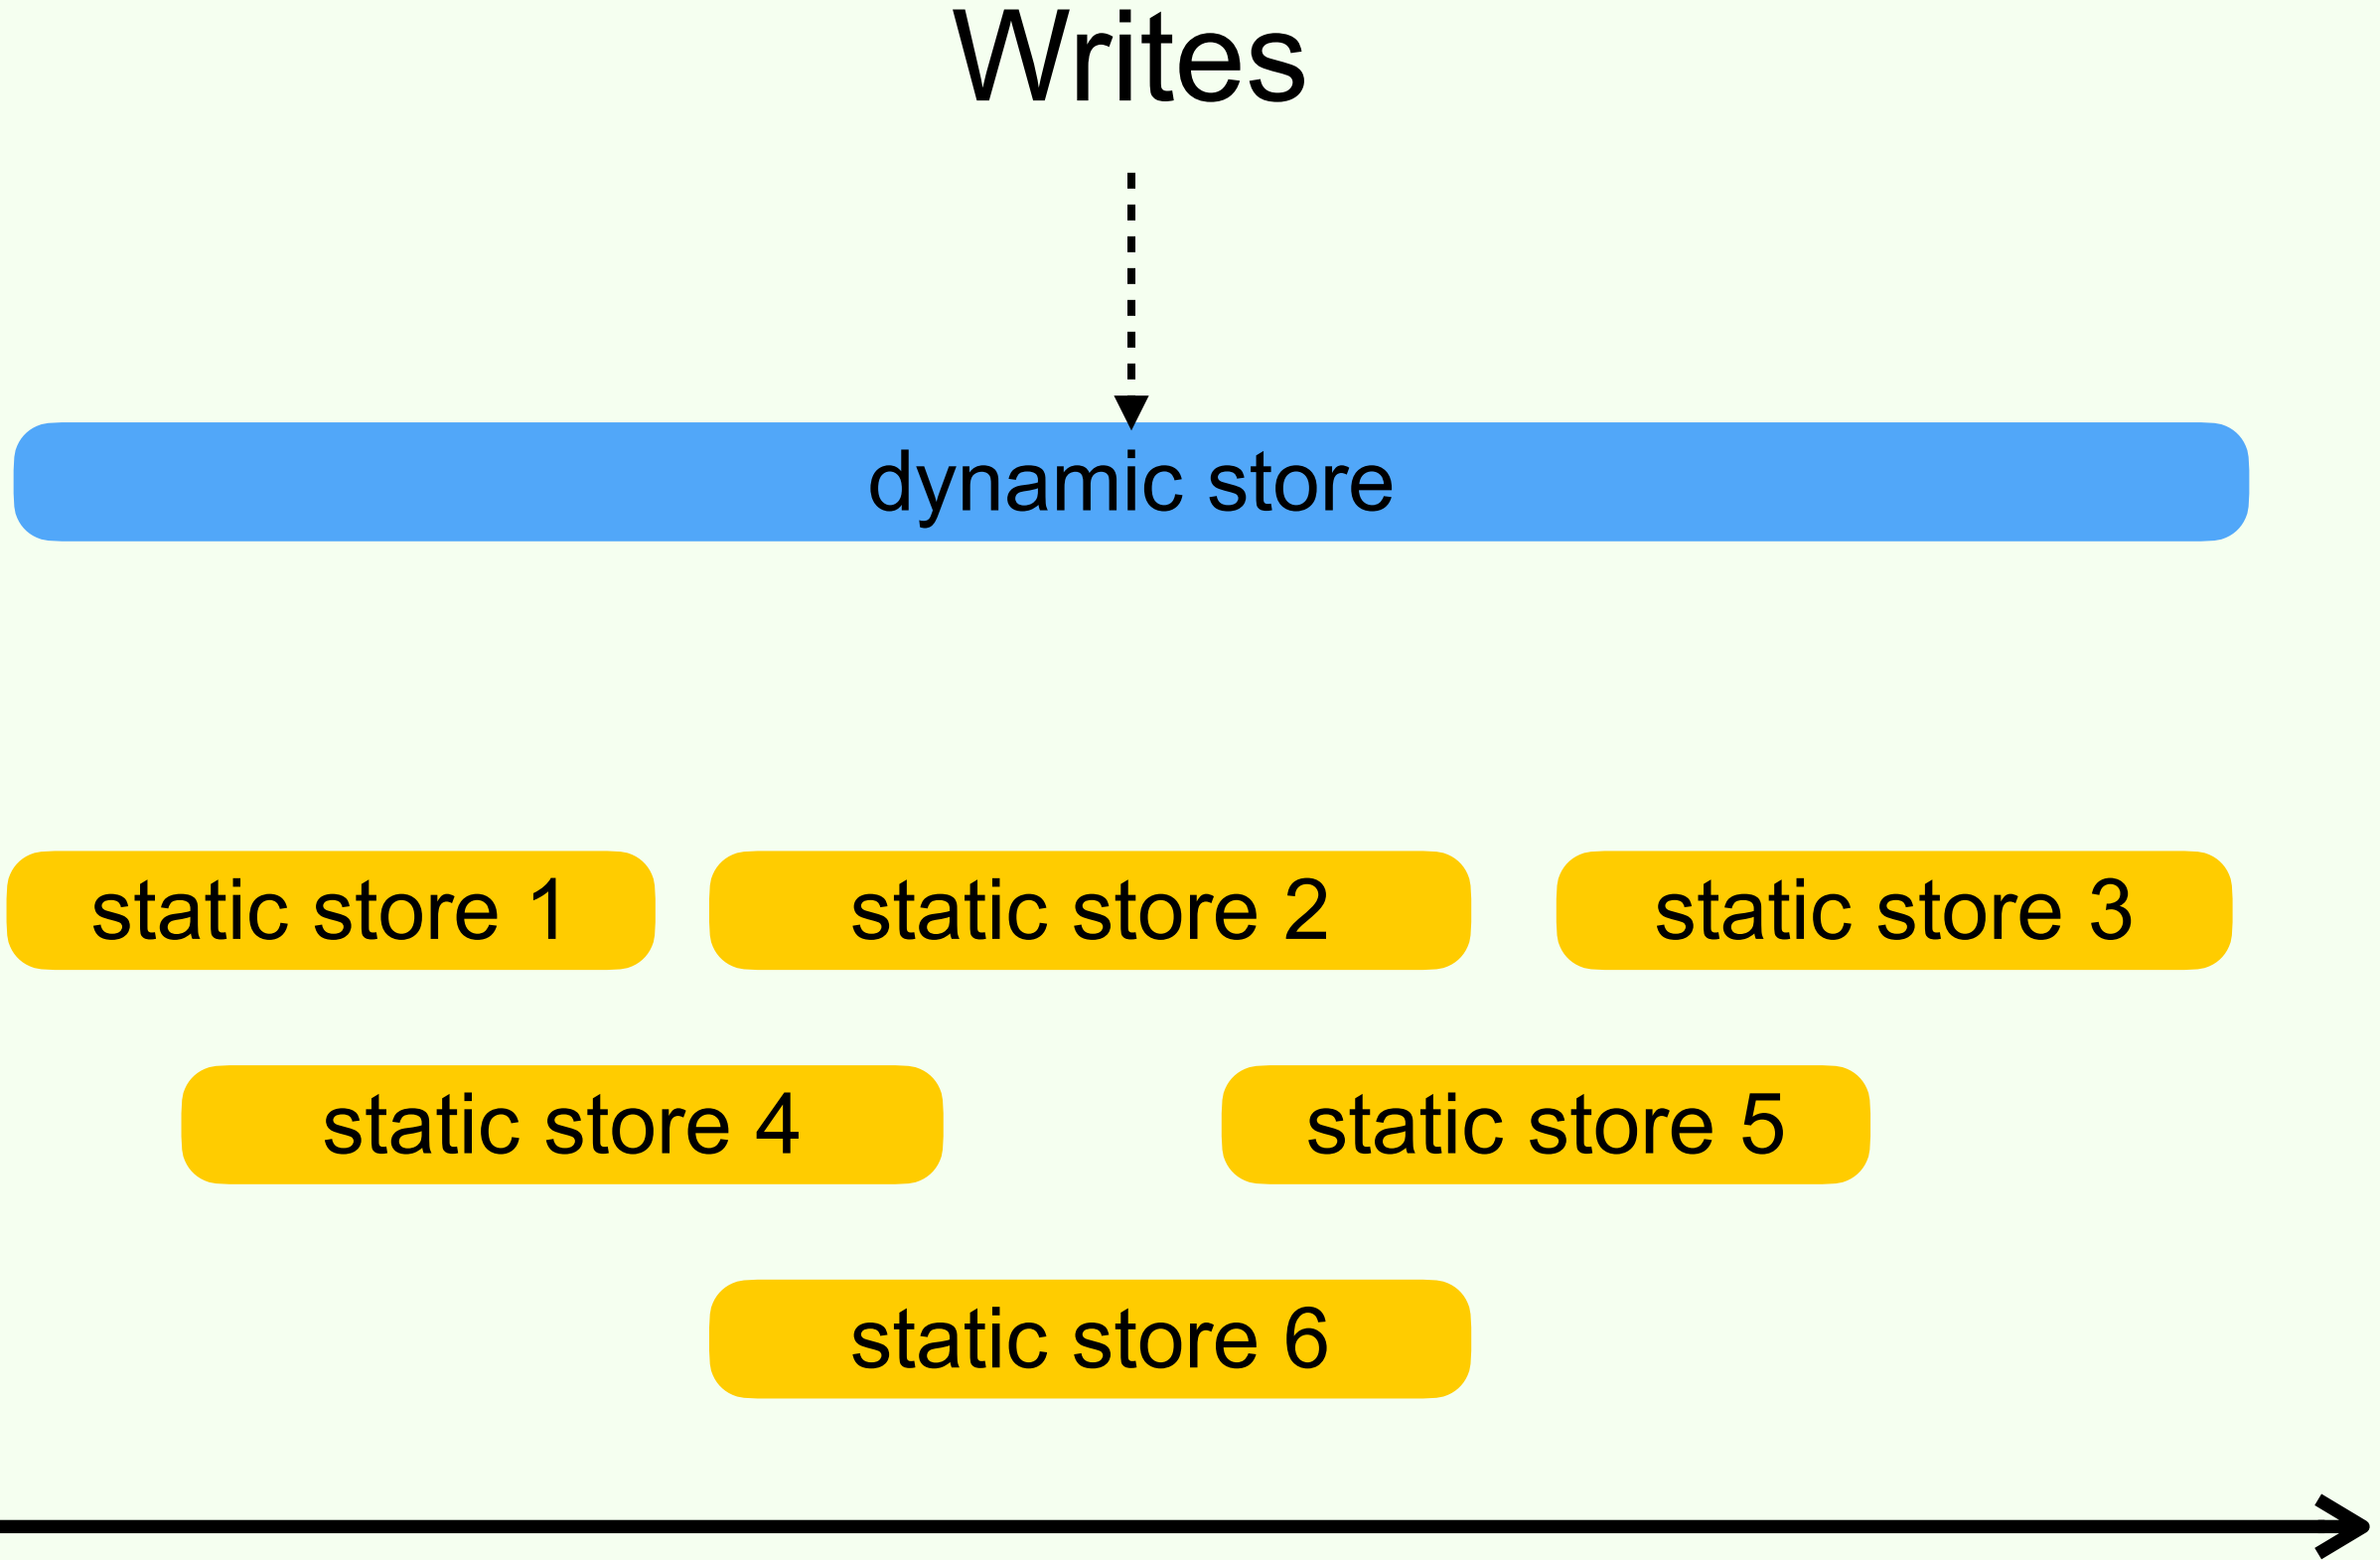 Writes
dynamic store
static store 1
static store 2
static store 3
static store 4
static store 5
static store 6